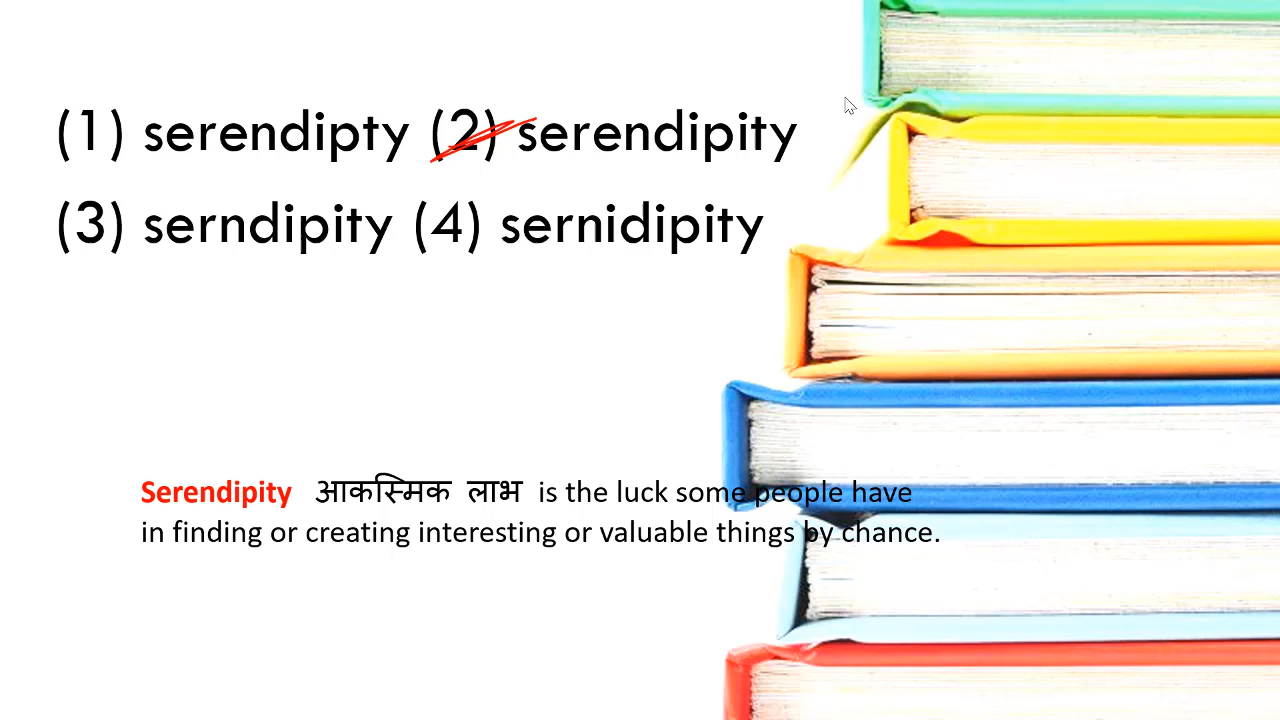 (1) serendipty (2) serendipity
(3) serndipity (4) sernidipity
Serendipity आकस्मिक लाभ is the luck some people have
in finding or creating interesting or valuable things by chance.